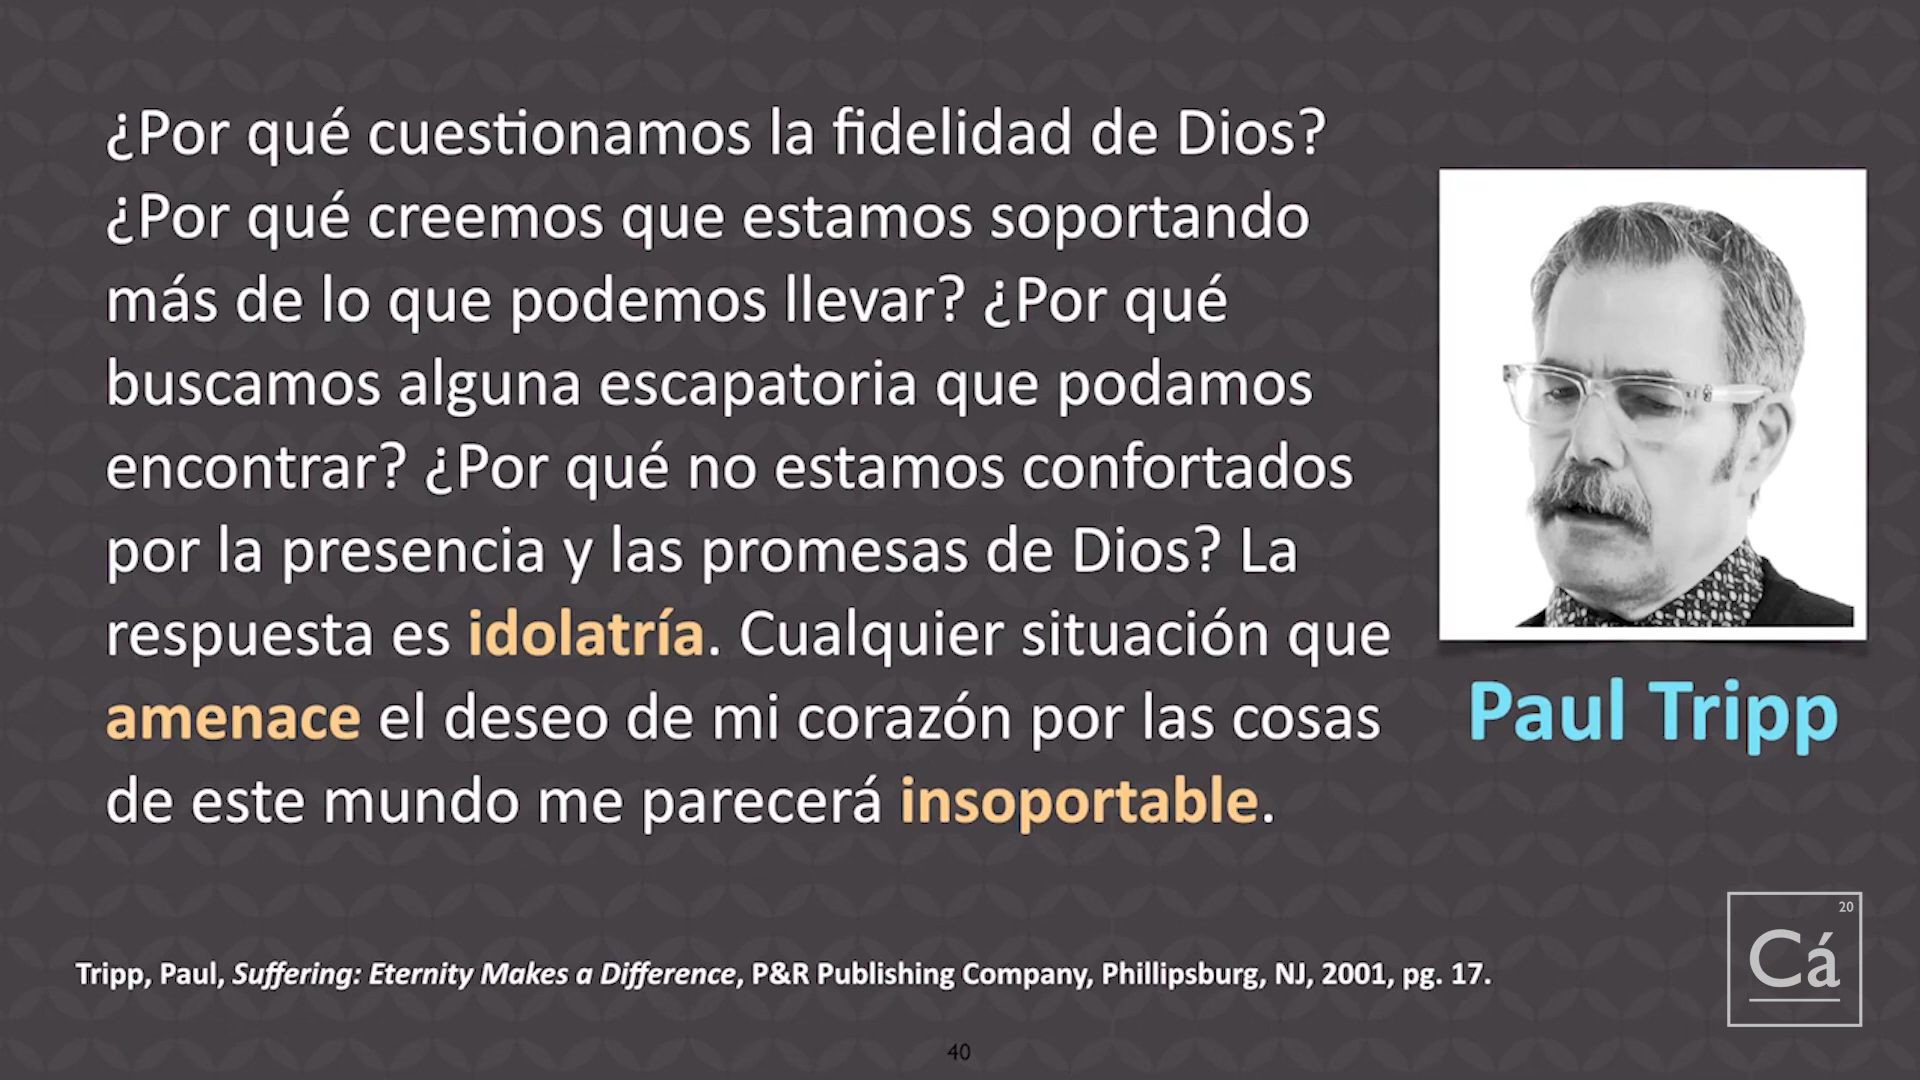 ¿Por qué cuestionamos la fidelidad de Dios?
¿Por qué creemos que estamos soportando
más de lo que podemos llevar? ¿Por qué
buscamos alguna escapatoria que podamos
encontrar? ¿Por qué no estamos confortados
por la presencia y las promesas de Dios? La
respuesta es idolatría. Cualquier situación que
amenace el deseo de mi corazón por las cosas
de este mundo me parecerá insoportable.
Paul Tripp
Tripp, Paul, Suffering: Eternity Makes a Difference, P&R Publishing Company, Phillipsburg, NJ, 2001, pg. 17.
20
Cá
40